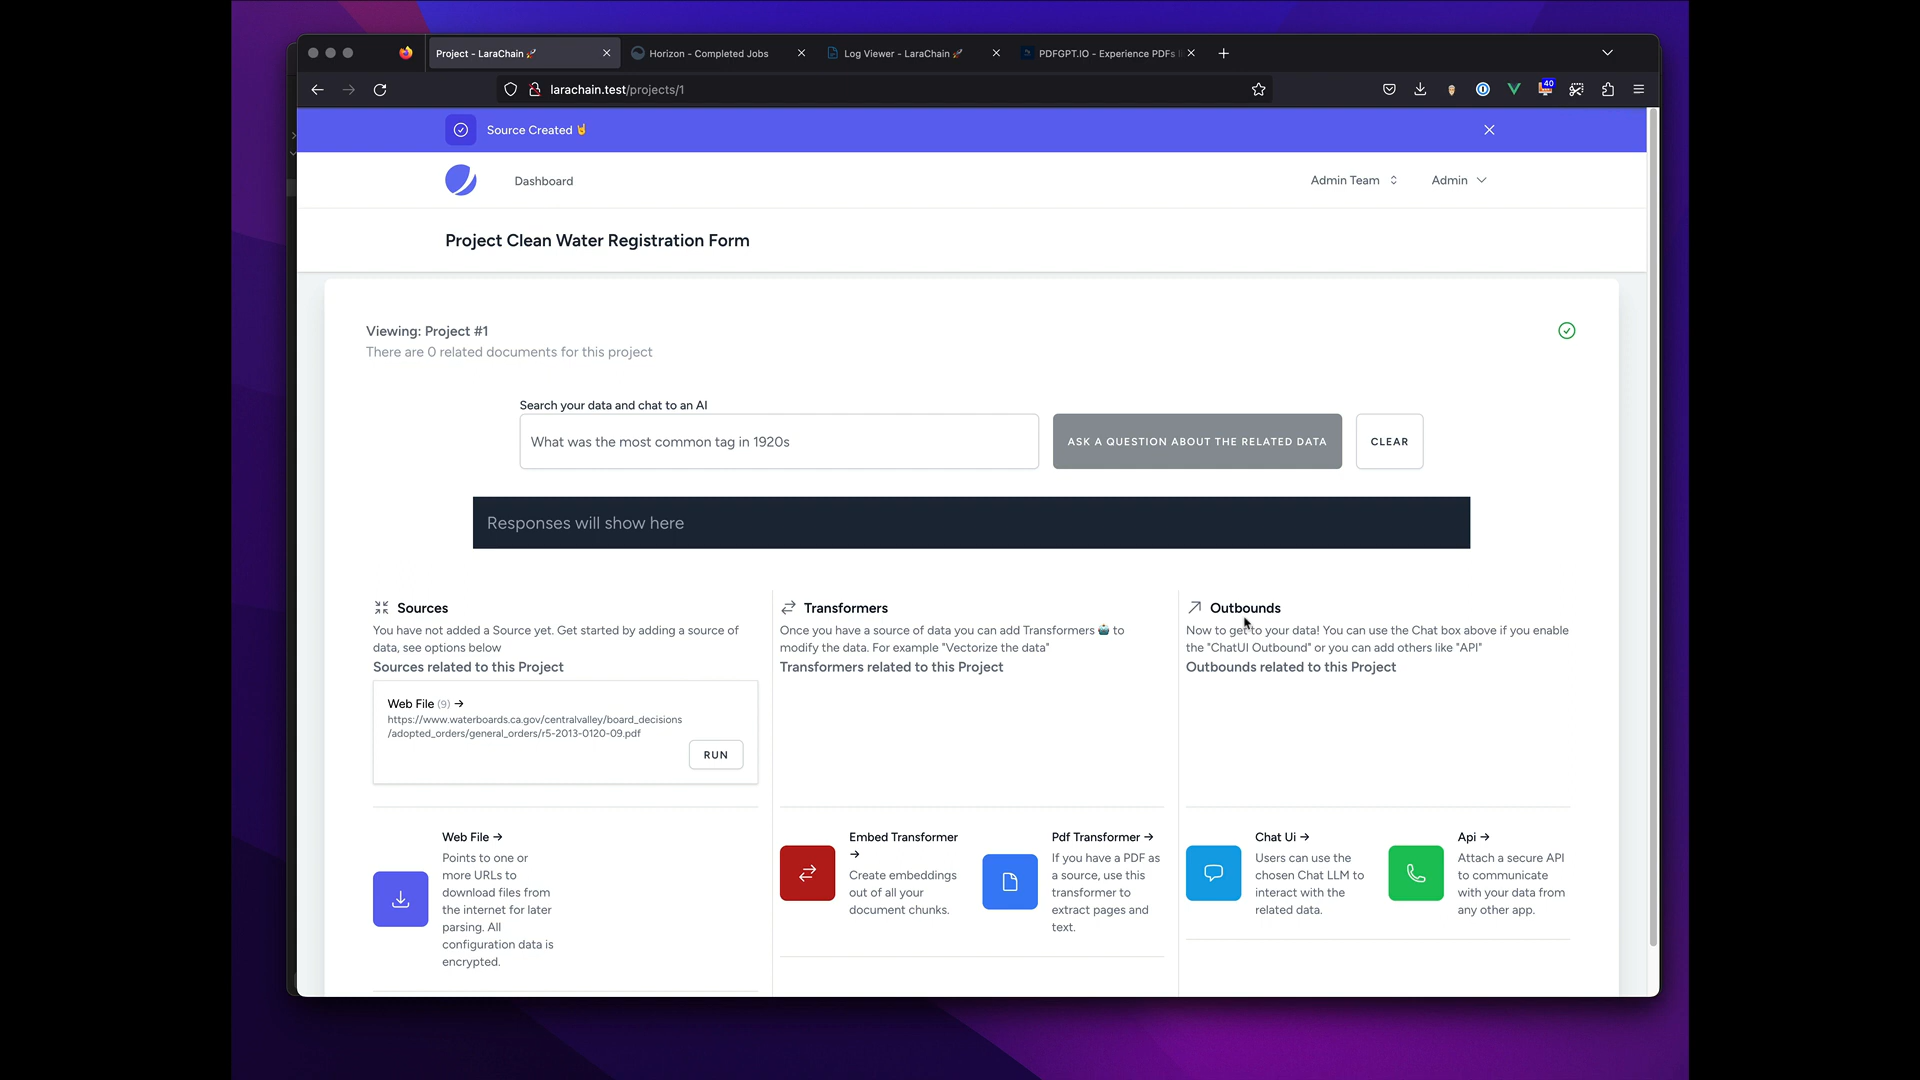 Project - LaraChain 🚀
Horizon - Completed Jobs
Log Viewer - LaraChain 🚀
PDFGPT.IO - Experience PDFs
larachain.test/projects/1
40
Source Created 🤘
Dashboard
Admin Team
Admin
Project Clean Water Registration Form
Viewing: Project #1
There are 0 related documents for this project
Search your data and chat to an AI
What was the most common tag in 1920s
ASK A QUESTION ABOUT THE RELATED DATA
CLEAR
Responses will show here
Sources
You have not added a Source yet. Get started by adding a source of
data, see options below
Sources related to this Project
Web File (9) →
https://www.waterboards.ca.gov/centralvalley/board_decisions
/adopted_orders/general_orders/r5-2013-0120-09.pdf
RUN
Web File →
Points to one or
more URLs to
download files from
the internet for later
parsing. All
configuration data is
encrypted.
Transformers
Once you have a source of data you can add Transformers 🤖 to
modify the data. For example "Vectorize the data"
Transformers related to this Project
Embed Transformer
→
Create embeddings
out of all your
document chunks.
Pdf Transformer →
If you have a PDF as
a source, use this
transformer to
extract pages and
text.
Outbounds
Now to get to your data! You can use the Chat box above if you enable
the "ChatUI Outbound" or you can add others like "API"
Outbounds related to this Project
Chat Ui →
Users can use the
chosen Chat LLM to
interact with the
related data.
Api →
Attach a secure API
to communicate
with your data from
any other app.